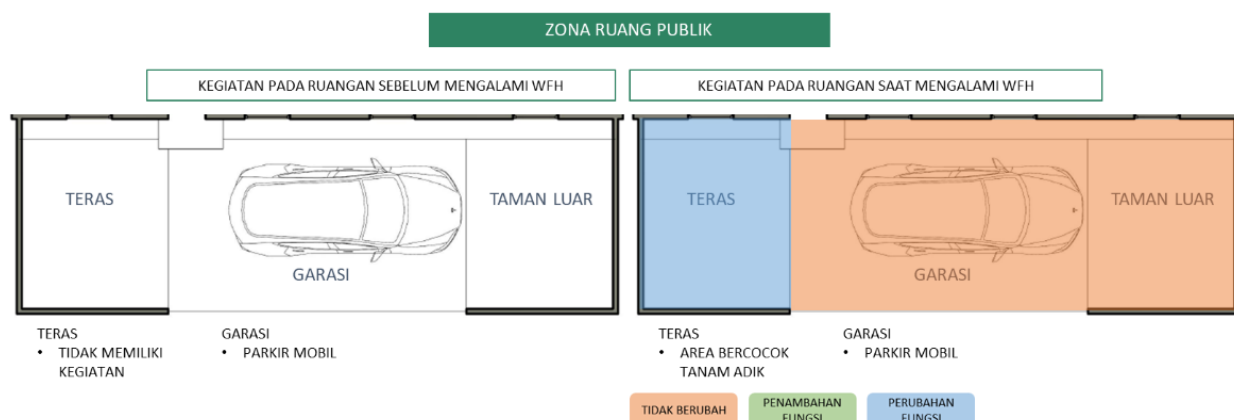 ZONA RUANG PUBLIK
KEGIATAN PADA RUANGAN SEBELUM MENGALAMI WFH
KEGIATAN PADA RUANGAN SAAT MENGALAMI WFH
TERAS
TAMAN LUAR
GARASI
TERAS
TAMAN LUAR
GARASI
TERAS
• TIDAK MEMILIKI
KEGIATAN
GARASI
• PARKIR MOBIL
TERAS
• AREA BERCOCOK
TANAM ADIK
GARASI
• PARKIR MOBIL
TIDAK BERUBAH
PENAMBAHAN
FUNGSI
PERUBAHAN
FUNGSI